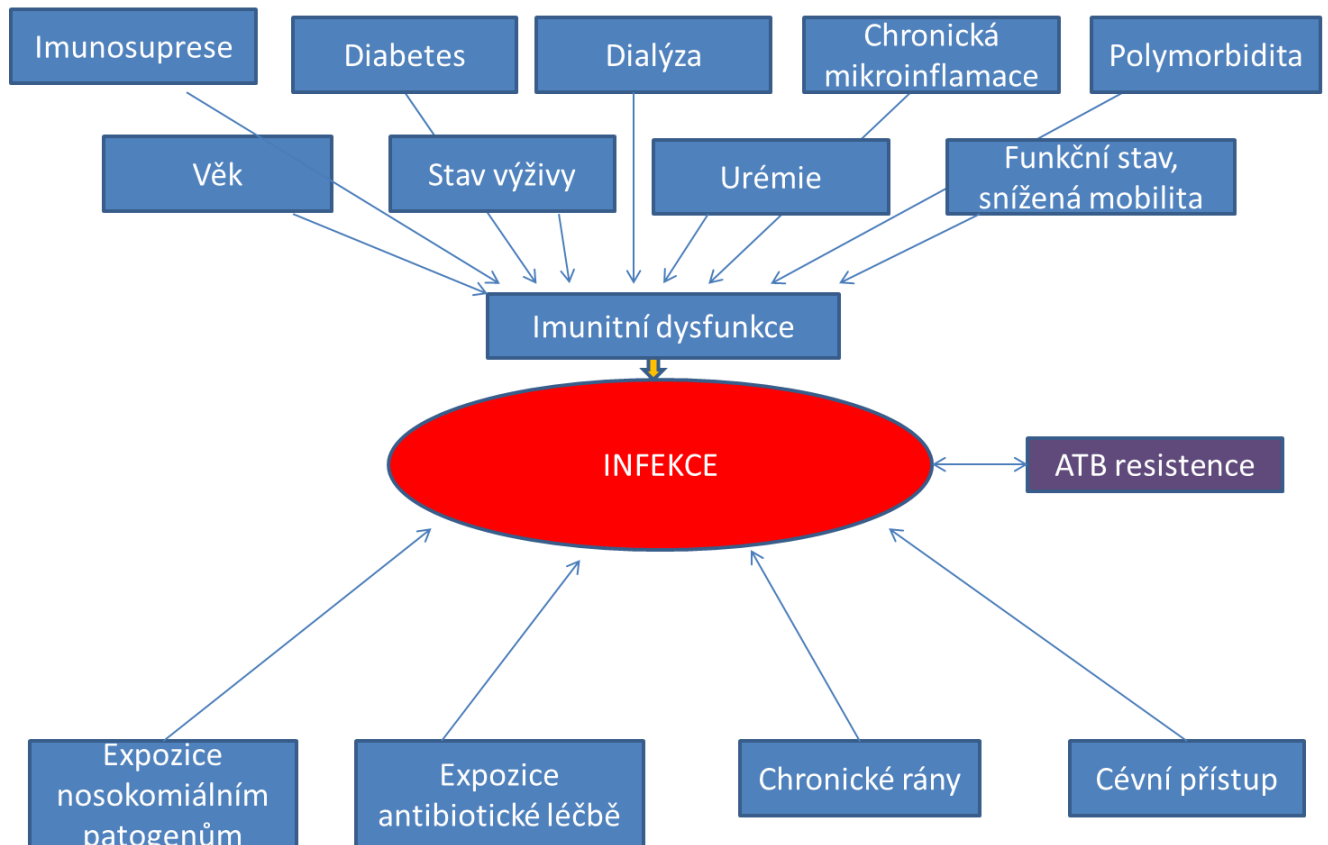 Imunosuprese
Diabetes
Dialýza
Chronická
mikroinflamace
Polymorbidita
Věk
Stav výživy
Urémie
Funkční stav,
snížená mobilita
Imunitní dysfunkce
INFEKCE
ATB resistence
Expozice
nosokomiálním
patogenům
Expozice
antibiotické léčbě
Chronické rány
Cévní přístup